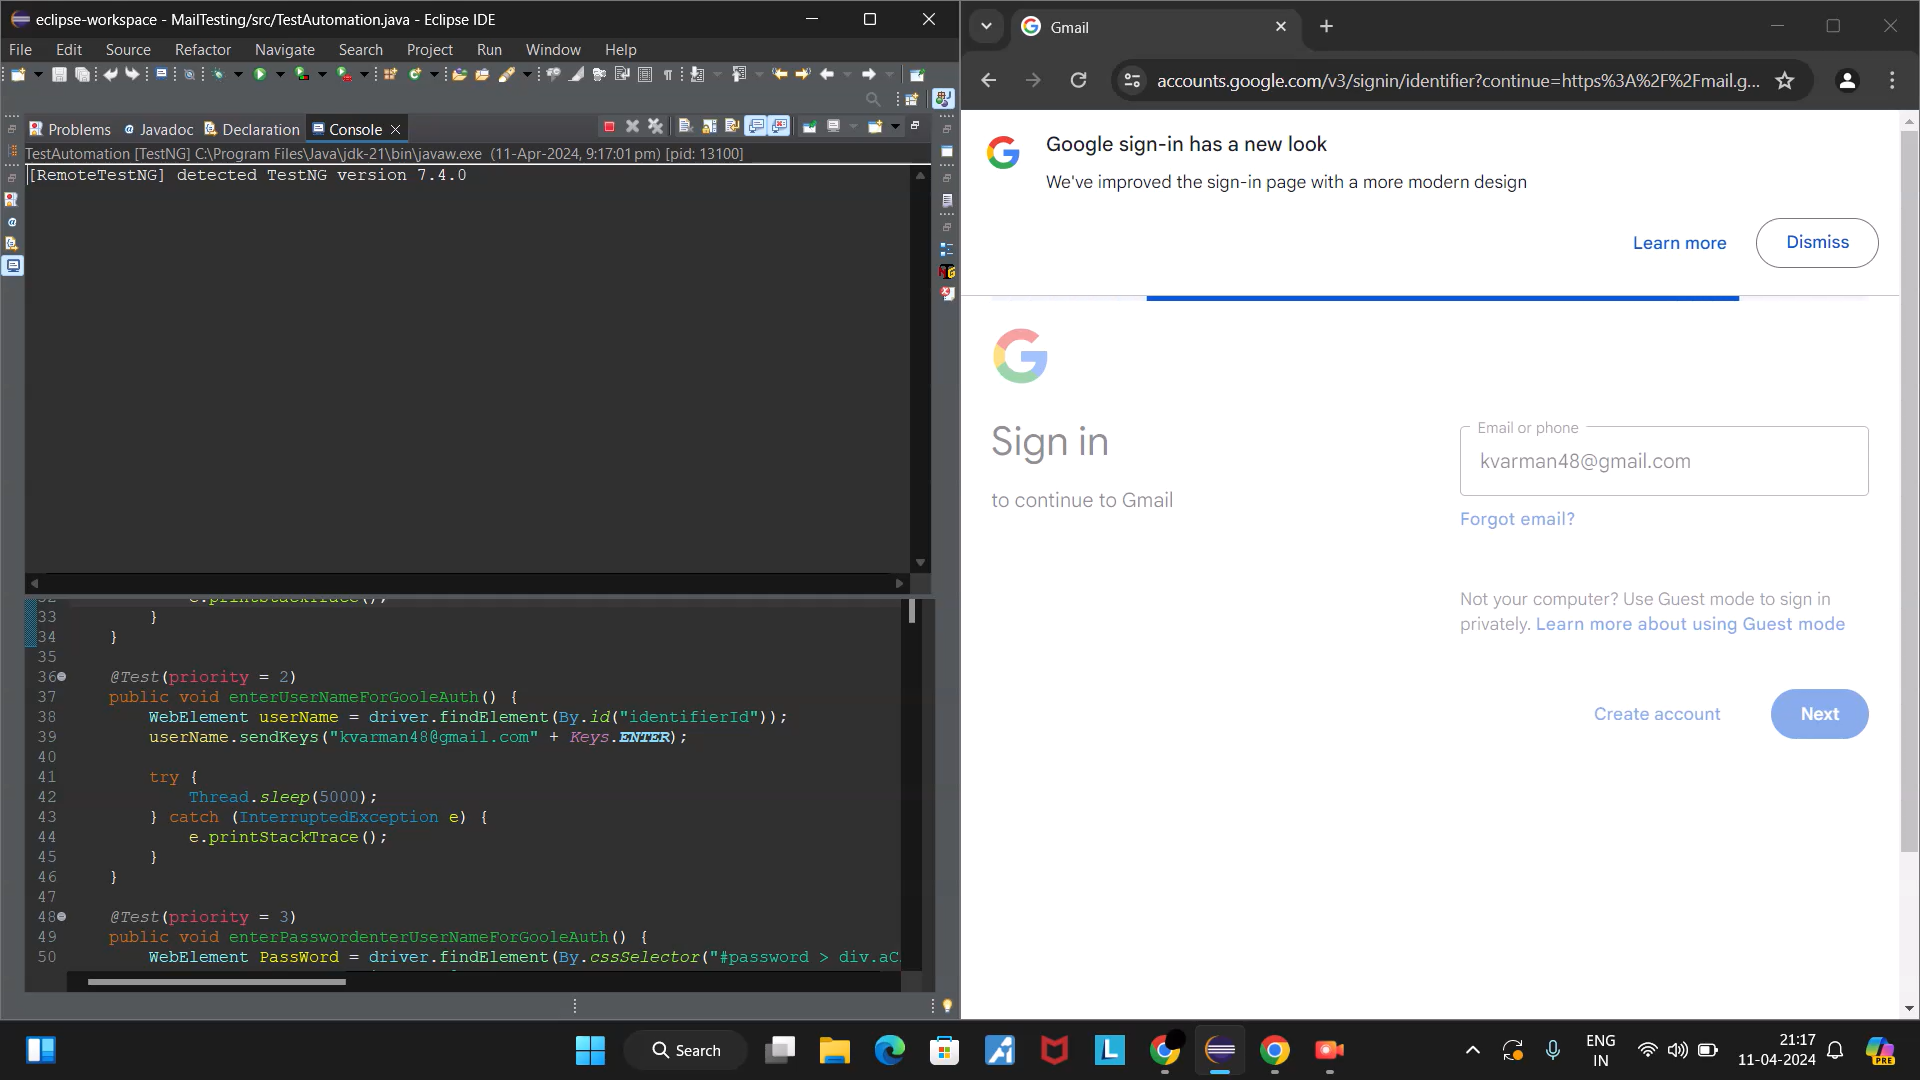 eclipse-workspace - MailTesting/src/TestAutomation.java - Eclipse IDE
File Edit Source Refactor Navigate Search Project Run Window Help
Problems Javadoc Declaration Console
TestAutomation [TestNG] C:\Program Files\Java\jdk-21\bin\javaw.exe (11-Apr-2024, 9:17:01 pm) [pid: 13100]
[RemoteTestNG] detected TestNG version 7.4.0
32 e.printStackTrace();
33 }
34 }
35
36 @Test(priority = 2)
37 public void enterUserNameForGooleAuth() {
38 WebElement userName = driver.findElement(By.id("identifierId"));
39 userName.sendKeys("kvarman48@gmail.com" + Keys.ENTER);
40
41 try {
42 Thread.sleep(5000);
43 } catch (InterruptedException e) {
44 e.printStackTrace();
45 }
46 }
47
48 @Test(priority = 3)
49 public void enterPasswordenterUserNameForGooleAuth() {
50 WebElement PassWord = driver.findElement(By.cssSelector("#password > div.aC
Gmail
accounts.google.com/v3/signin/identifier?continue=https%3A%2F%2Fmail.g...
Google sign-in has a new look
We've improved the sign-in page with a more modern design
Learn more
Dismiss
Sign in
to continue to Gmail
Email or phone
kvarman48@gmail.com
Forgot email?
Not your computer? Use Guest mode to sign in
privately. Learn more about using Guest mode
Create account
Next
Search
ENG
IN
21:17
11-04-2024
PRE